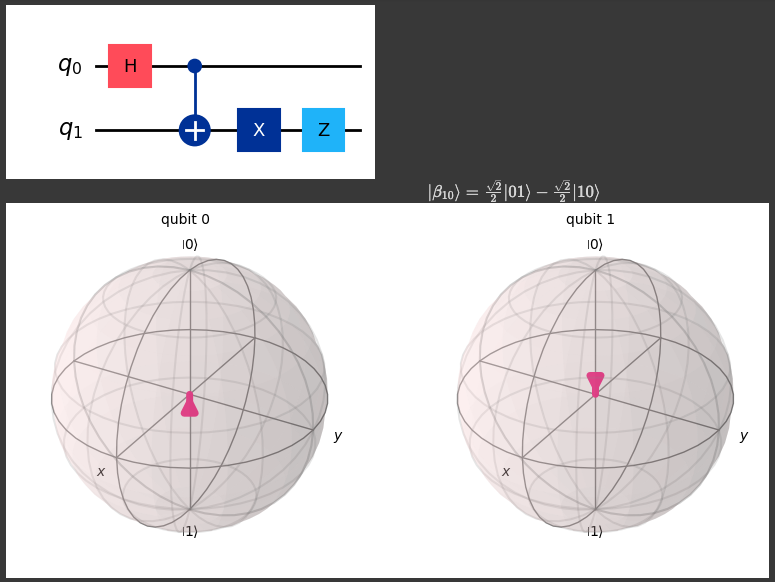 q₀ H
q₁ X Z
|β₁₀⟩ = √2/2|01⟩ − √2/2|10⟩
qubit 0 qubit 1
|0⟩ |0⟩
y y
x x
|1⟩ |1⟩